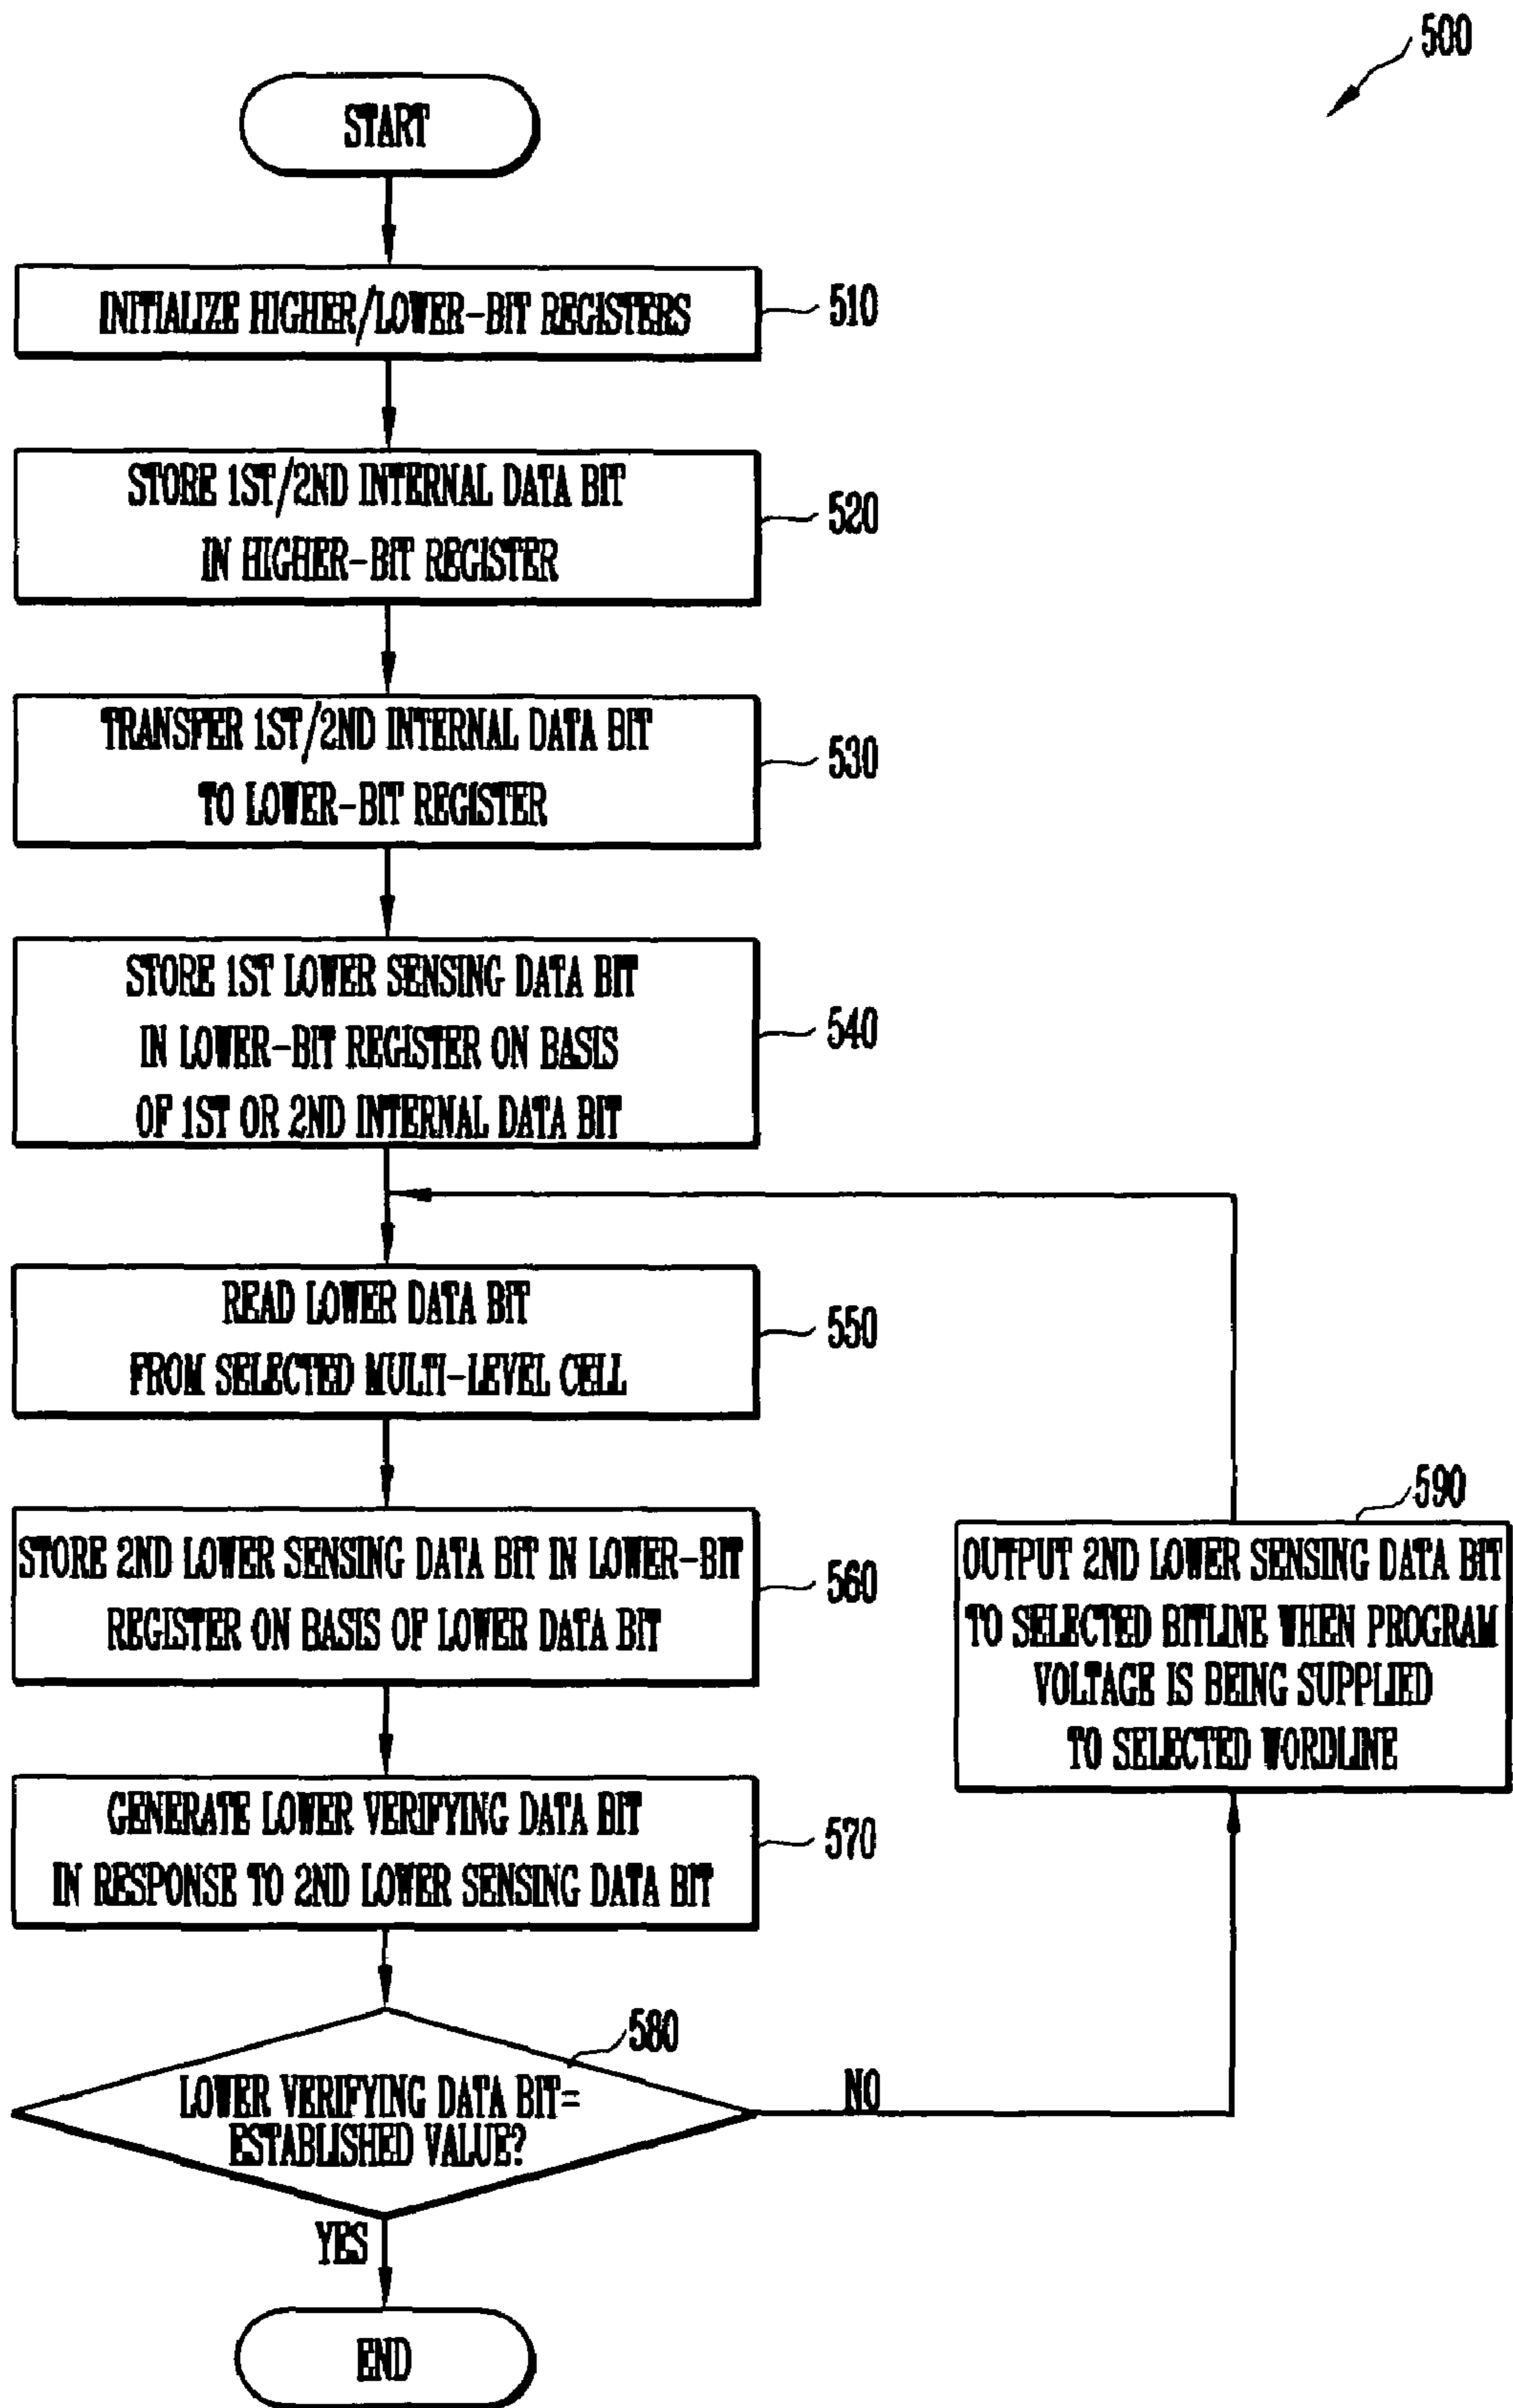 500
START
INITIALIZE HIGHER/LOWER-BIT REGISTERS
510
STORE 1ST/2ND INTERNAL DATA BIT
IN HIGHER-BIT REGISTER
520
TRANSFER 1ST/2ND INTERNAL DATA BIT
TO LOWER-BIT REGISTER
530
STORE 1ST LOWER SENSING DATA BIT
IN LOWER-BIT REGISTER ON BASIS
OF 1ST OR 2ND INTERNAL DATA BIT
540
READ LOWER DATA BIT
FROM SELECTED MULTI-LEVEL CELL
550
STORE 2ND LOWER SENSING DATA BIT IN LOWER-BIT
REGISTER ON BASIS OF LOWER DATA BIT
560
GENERATE LOWER VERIFYING DATA BIT
IN RESPONSE TO 2ND LOWER SENSING DATA BIT
570
580
LOWER VERIFYING DATA BIT=
ESTABLISHED VALUE?
NO
590
OUTPUT 2ND LOWER SENSING DATA BIT
TO SELECTED BITLINE WHEN PROGRAM
VOLTAGE IS BEING SUPPLIED
TO SELECTED WORDLINE
YES
END